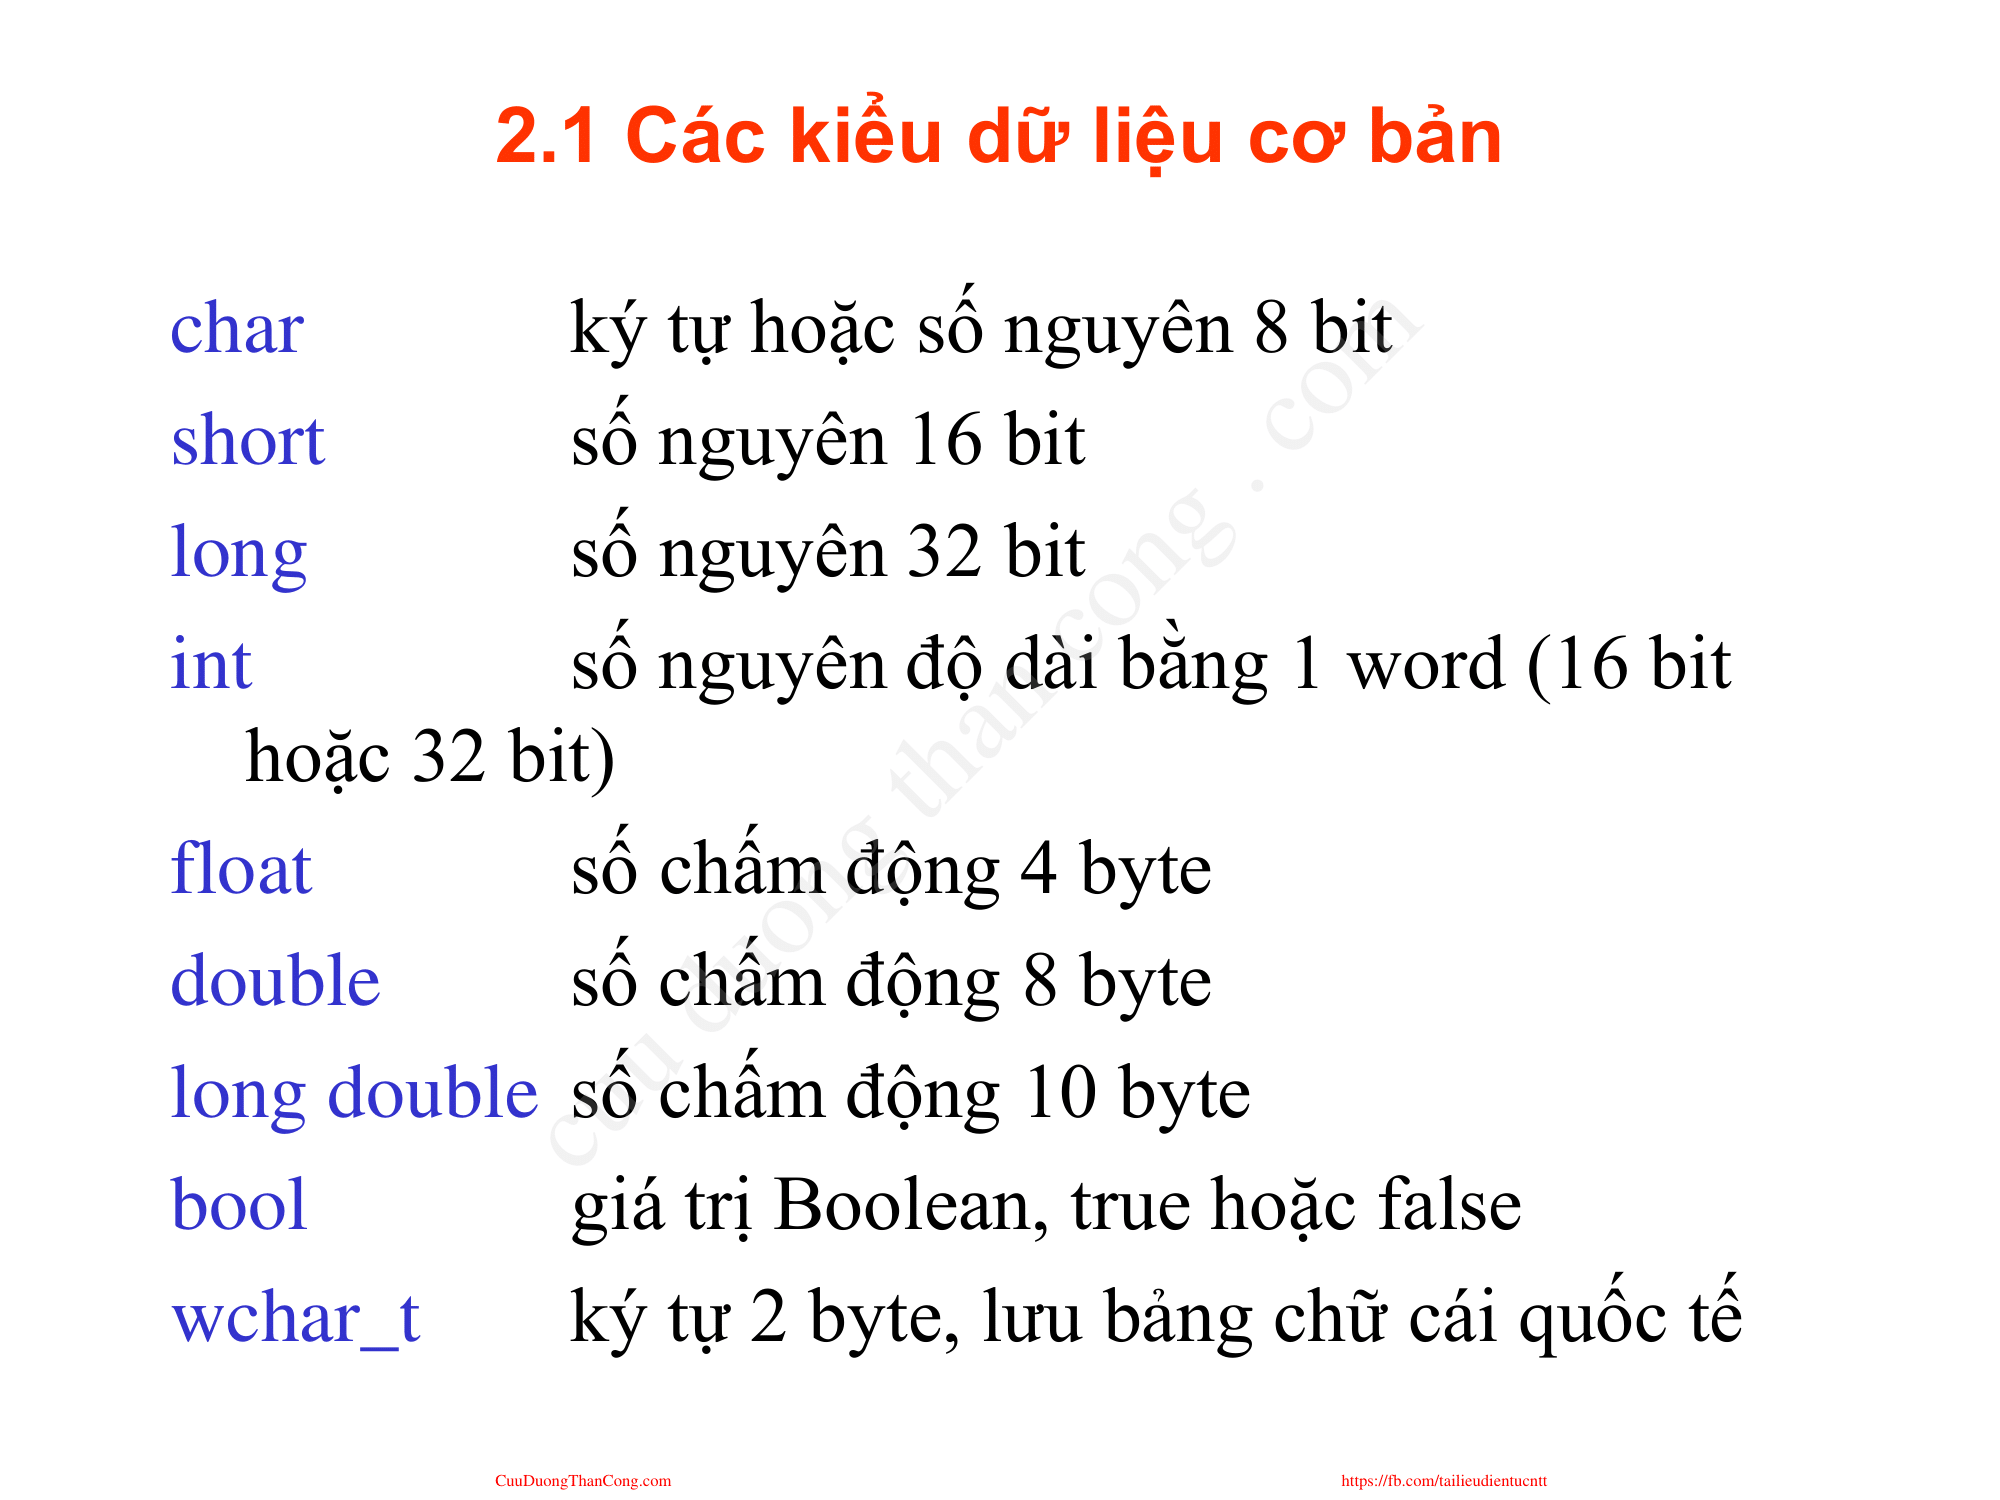 2.1 Các kiểu dữ liệu cơ bản
char ký tự hoặc số nguyên 8 bit
short số nguyên 16 bit
long số nguyên 32 bit
int số nguyên độ dài bằng 1 word (16 bit
hoặc 32 bit)
float số chấm động 4 byte
double số chấm động 8 byte
long double số chấm động 10 byte
bool giá trị Boolean, true hoặc false
wchar_t ký tự 2 byte, lưu bảng chữ cái quốc tế
cuu duong than cong . com
CuuDuongThanCong.com https://fb.com/tailieudientucntt